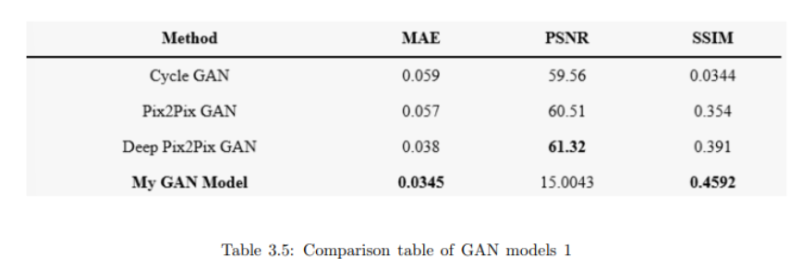 Method MAE PSNR SSIM
Cycle GAN 0.059 59.56 0.0344
Pix2Pix GAN 0.057 60.51 0.354
Deep Pix2Pix GAN 0.038 61.32 0.391
My GAN Model 0.0345 15.0043 0.4592
Table 3.5: Comparison table of GAN models 1